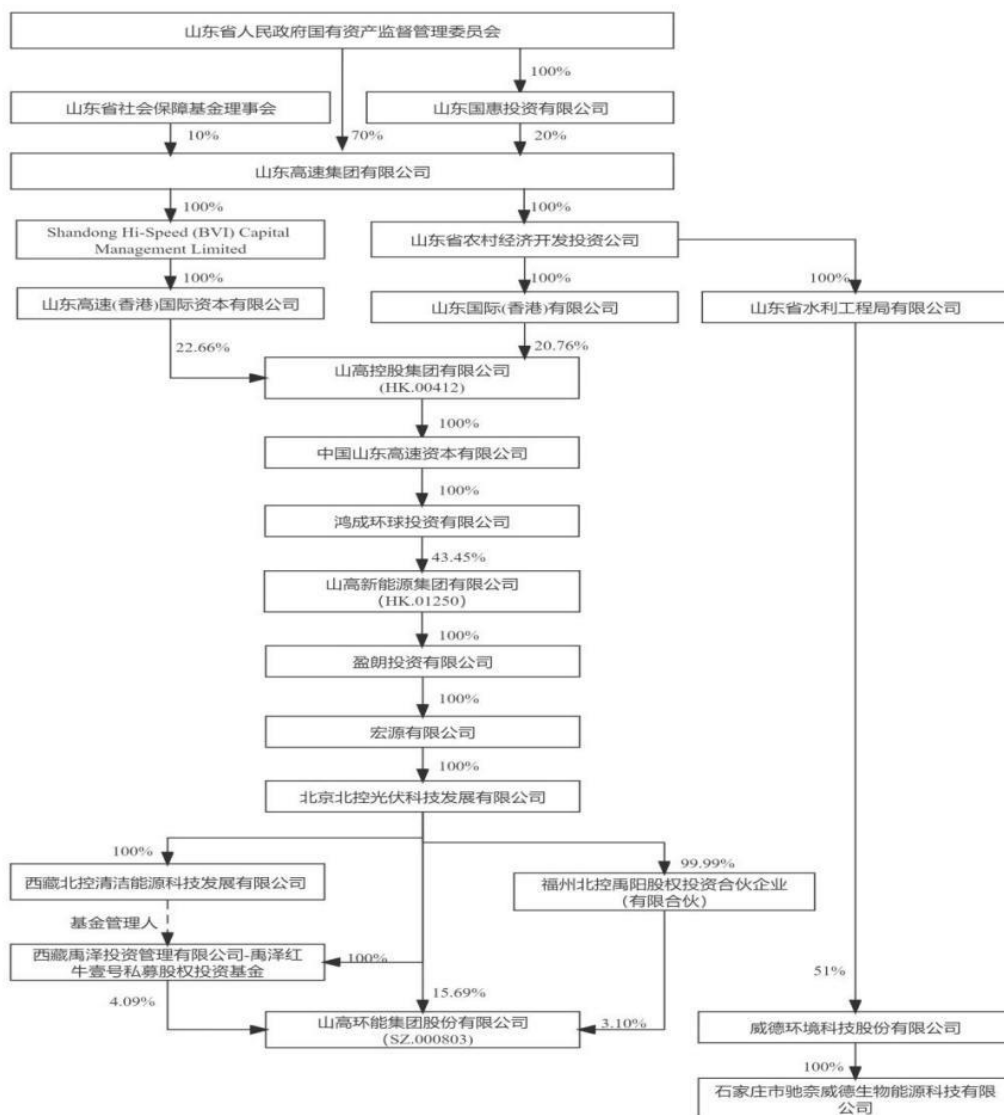 山东省人民政府国有资产监督管理委员会
100%
山东省社会保障基金理事会
山东国惠投资有限公司
10%
70%
20%
山东高速集团有限公司
100%
100%
Shandong Hi-Speed (BVI) Capital
Management Limited
山东省农村经济开发投资公司
100%
100%
100%
山东高速(香港)国际资本有限公司
山东国际(香港)有限公司
山东省水利工程局有限公司
22.66%
20.76%
山高控股集团有限公司
(HK.00412)
100%
中国山东高速资本有限公司
100%
鸿成环球投资有限公司
43.45%
山高新能源集团有限公司
(HK.01250)
100%
盈朗投资有限公司
100%
宏源有限公司
100%
北京北控光伏科技发展有限公司
100%
99.99%
西藏北控清洁能源科技发展有限公司
福州北控禹阳股权投资合伙企业
(有限合伙)
基金管理人
西藏禹泽投资管理有限公司-禹泽红
牛壹号私募股权投资基金
100%
51%
4.09%
15.69%
3.10%
山高环能集团股份有限公司
(SZ.000803)
威德环境科技股份有限公司
100%
石家庄市驰奈威德生物能源科技有限
公司